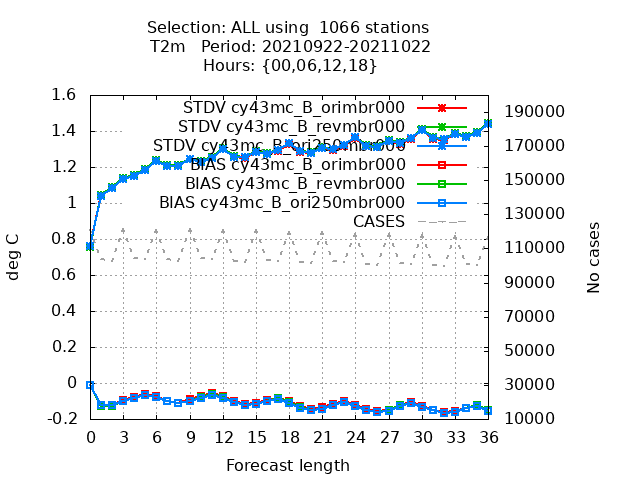 Selection: ALL using  1066 stations
T2m   Period: 20210922-20211022
Hours: {00,06,12,18}
STDV cy43mc_B_orimbr000
STDV cy43mc_B_revmbr000
STDV cy43mc_B_ori250mbr000
BIAS cy43mc_B_orimbr000
BIAS cy43mc_B_revmbr000
BIAS cy43mc_B_ori250mbr000
CASES
1.6
1.4
1.2
1
0.8
0.6
0.4
0.2
0
-0.2
deg C
190000
170000
150000
130000
110000
90000
70000
50000
30000
10000
No cases
0 3 6 9 12 15 18 21 24 27 30 33 36
Forecast length